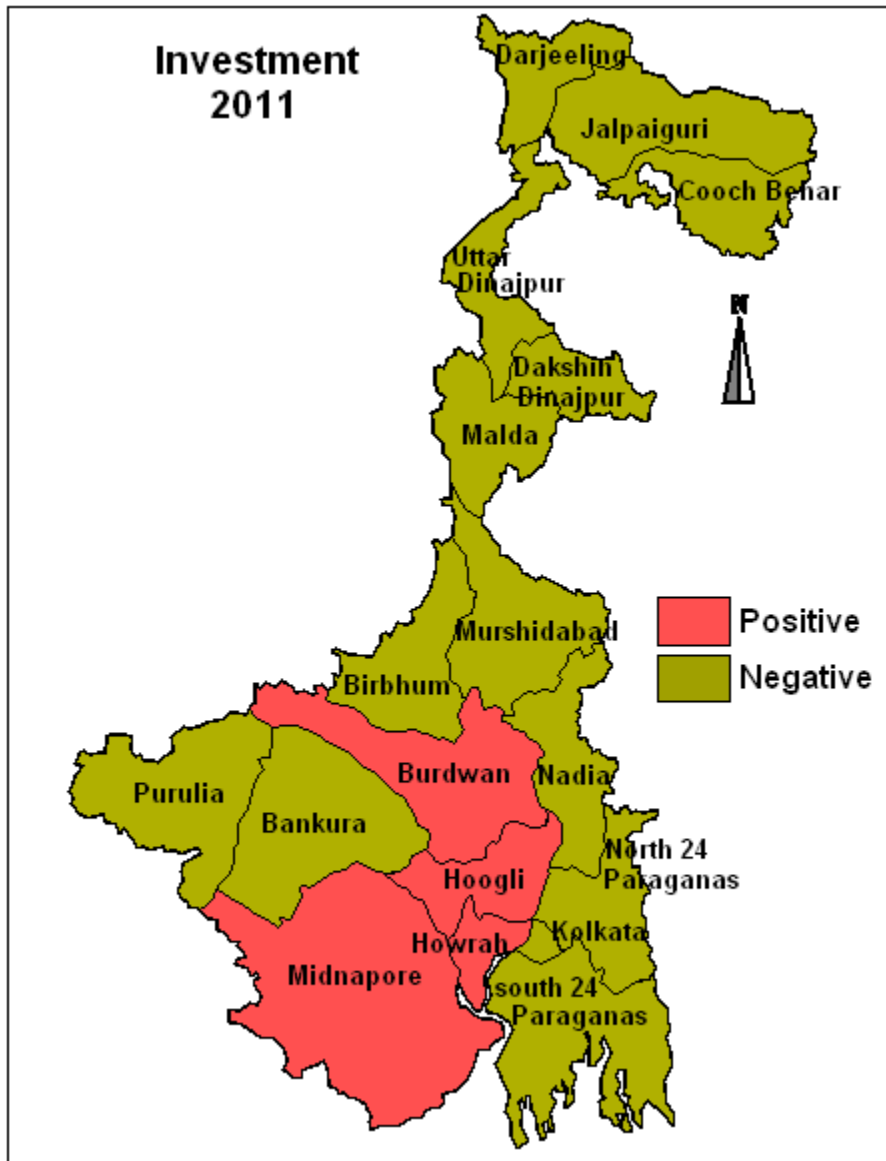 Investment
2011
Darjeeling
Jalpaiguri
Cooch Behar
Uttar
Dinajpur
N
Dakshin
Dinajpur
Malda
Murshidabad
Positive
Birbhum
Negative
Burdwan
Nadia
Purulia
Bankura
North 24
Paraganas
Hoogli
Kolkata
Howrah
Midnapore
south 24
Paraganas